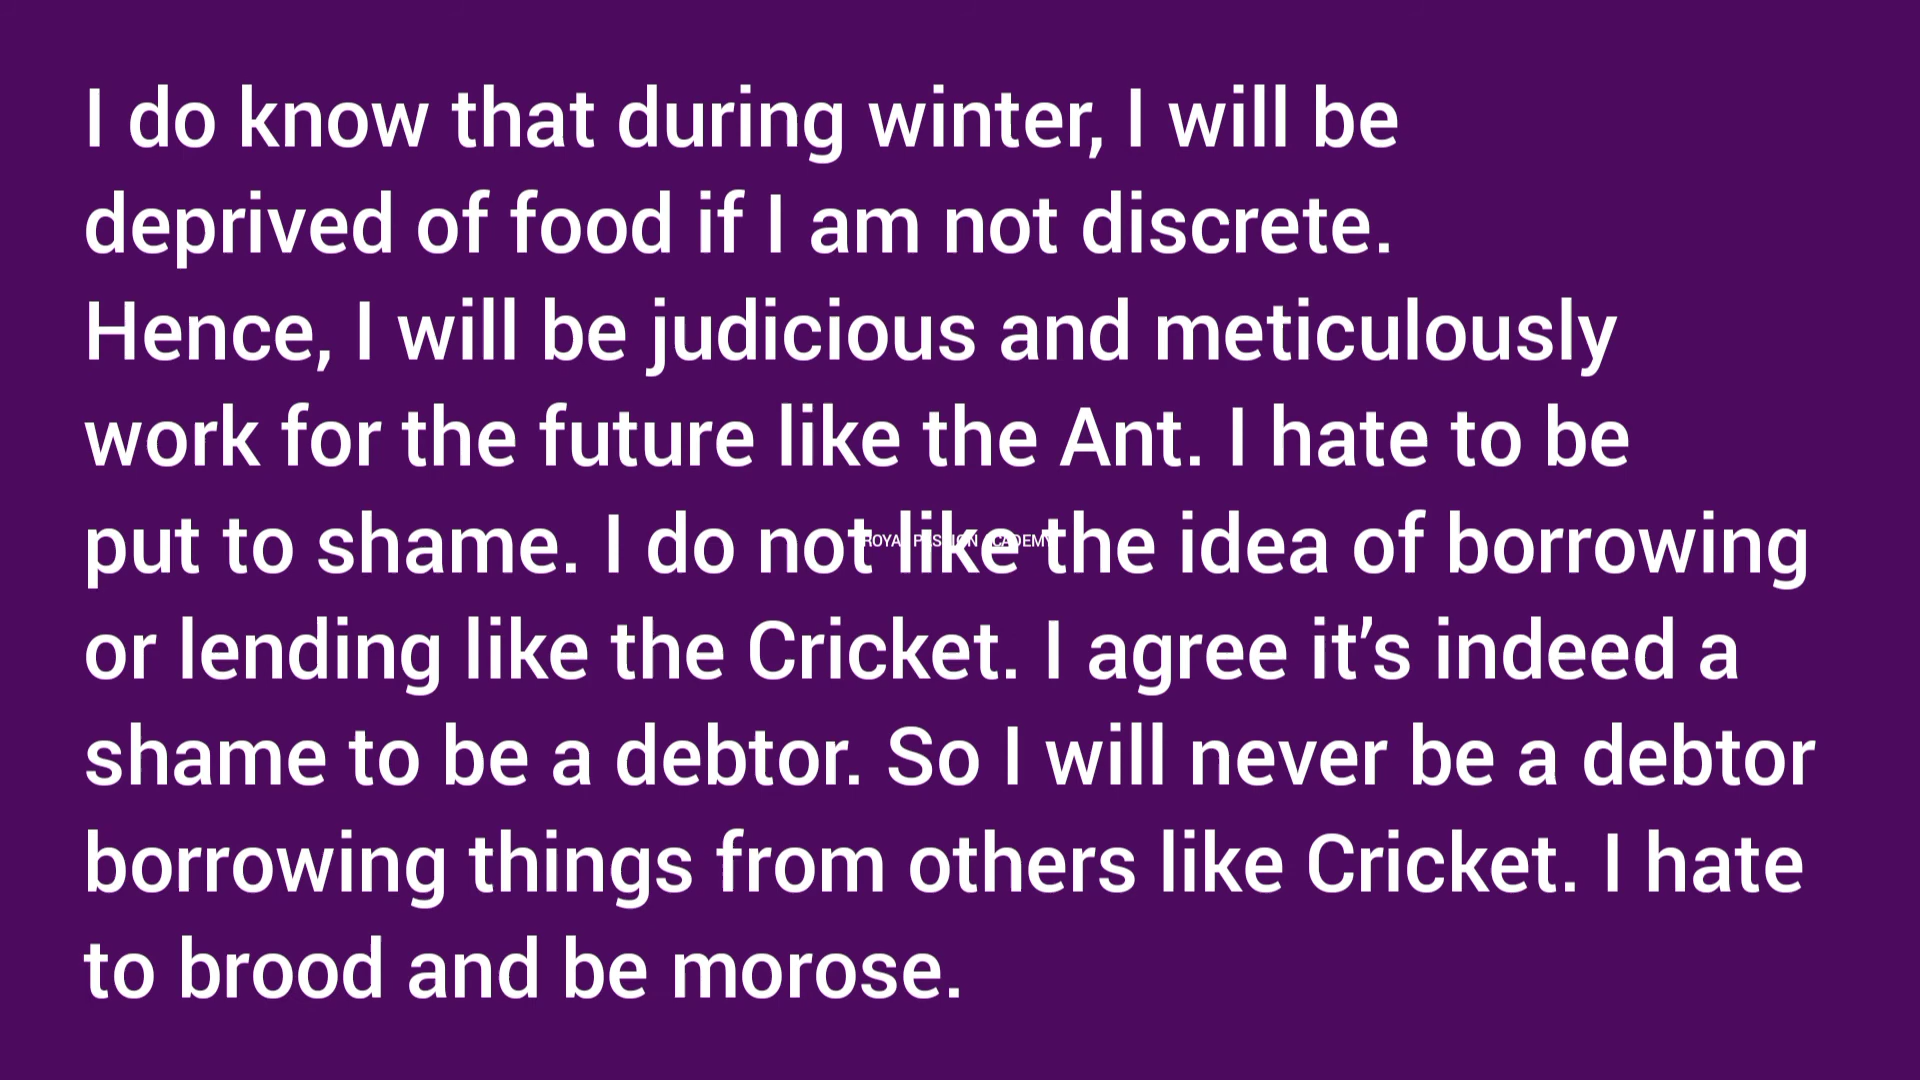 I do know that during winter, I will be
deprived of food if I am not discrete.
Hence, I will be judicious and meticulously
work for the future like the Ant. I hate to be
put to shame. I do not like the idea of borrowing
or lending like the Cricket. I agree it’s indeed a
shame to be a debtor. So I will never be a debtor
borrowing things from others like Cricket. I hate
to brood and be morose.